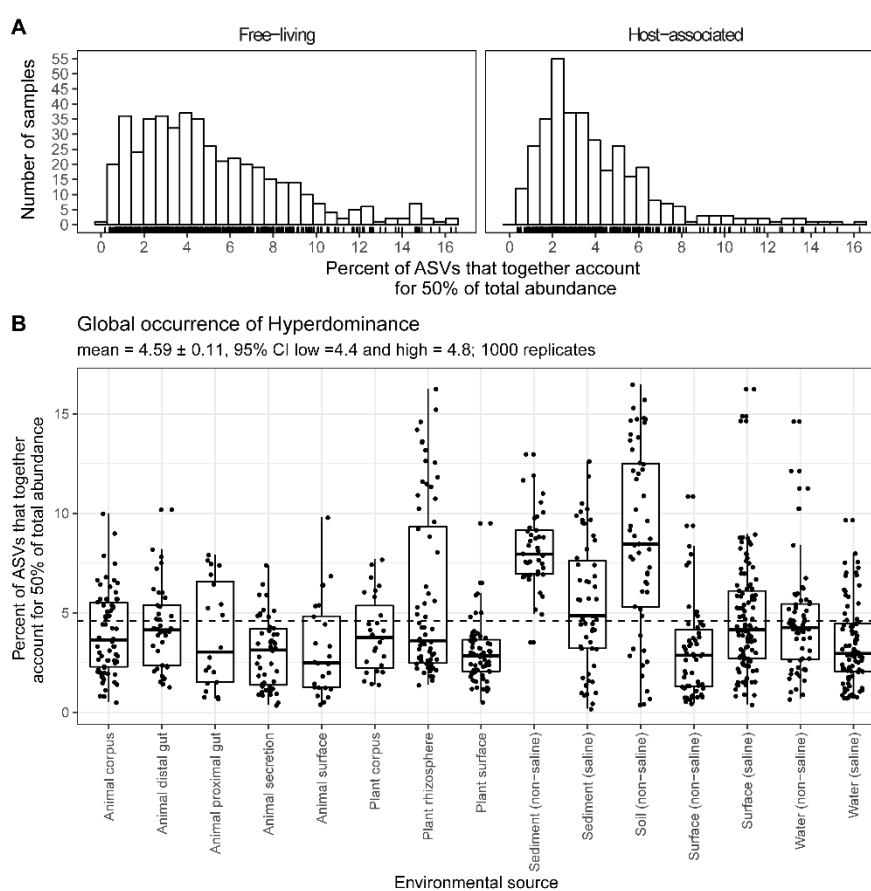 A
Free-living
Host-associated
Number of samples
55
50
45
40
35
30
25
20
15
10
5
0
0 2 4 6 8 10 12 14 16
0 2 4 6 8 10 12 14 16
Percent of ASVs that together account
for 50% of total abundance
B
Global occurrence of Hyperdominance
mean = 4.59 ± 0.11, 95% CI low =4.4 and high = 4.8; 1000 replicates
Percent of ASVs that together
account for 50% of total abundance
15
10
5
0
Animal corpus
Animal distal gut
Animal proximal gut
Animal secretion
Animal surface
Plant corpus
Plant rhizosphere
Plant surface
Sediment (non-saline)
Sediment (saline)
Soil (non-saline)
Surface (non-saline)
Surface (saline)
Water (non-saline)
Water (saline)
Environmental source